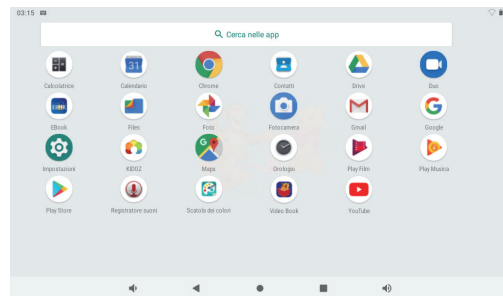 03:15
Cerca nelle app
Calcolatrice Calendario Chrome Contatti Drive Duo
EBook Files Foto Fotocamera Gmail Google
Impostazioni KIDOZ Maps Orologio Play Film Play Musica
Play Store Registratore suoni Scatola dei colori Video Book YouTube